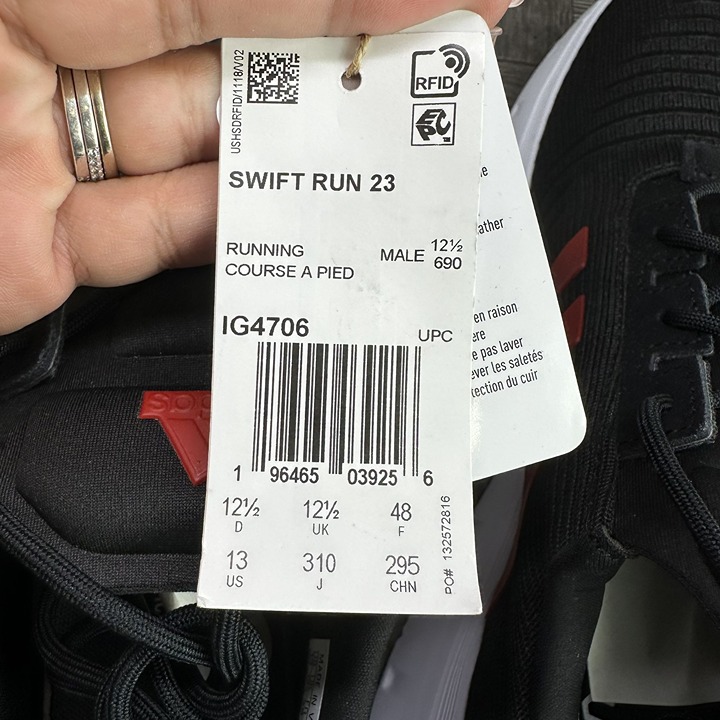 USHSDRFID/1118/V02
RFID
EPC
SWIFT RUN 23
RUNNING
COURSE A PIED
MALE 12½
690
IG4706
UPC
1 96465 03925 6
12½ 12½ 48
D UK F
13 310 295
US J CHN
PO# 132572816
en raison
pas laver
les saletés
du cuir
adidas